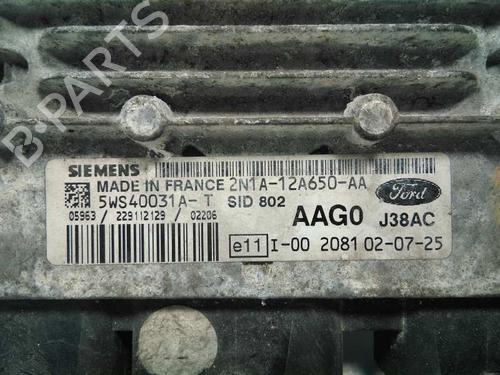 B-PARTS
SIEMENS
MADE IN FRANCE 2N1A-12A650-AA
5WS40031A-T SID 802
05963 / 229112129 / 02206
AAG0 J38AC
Ford
e11 I-00 2081 02-07-25